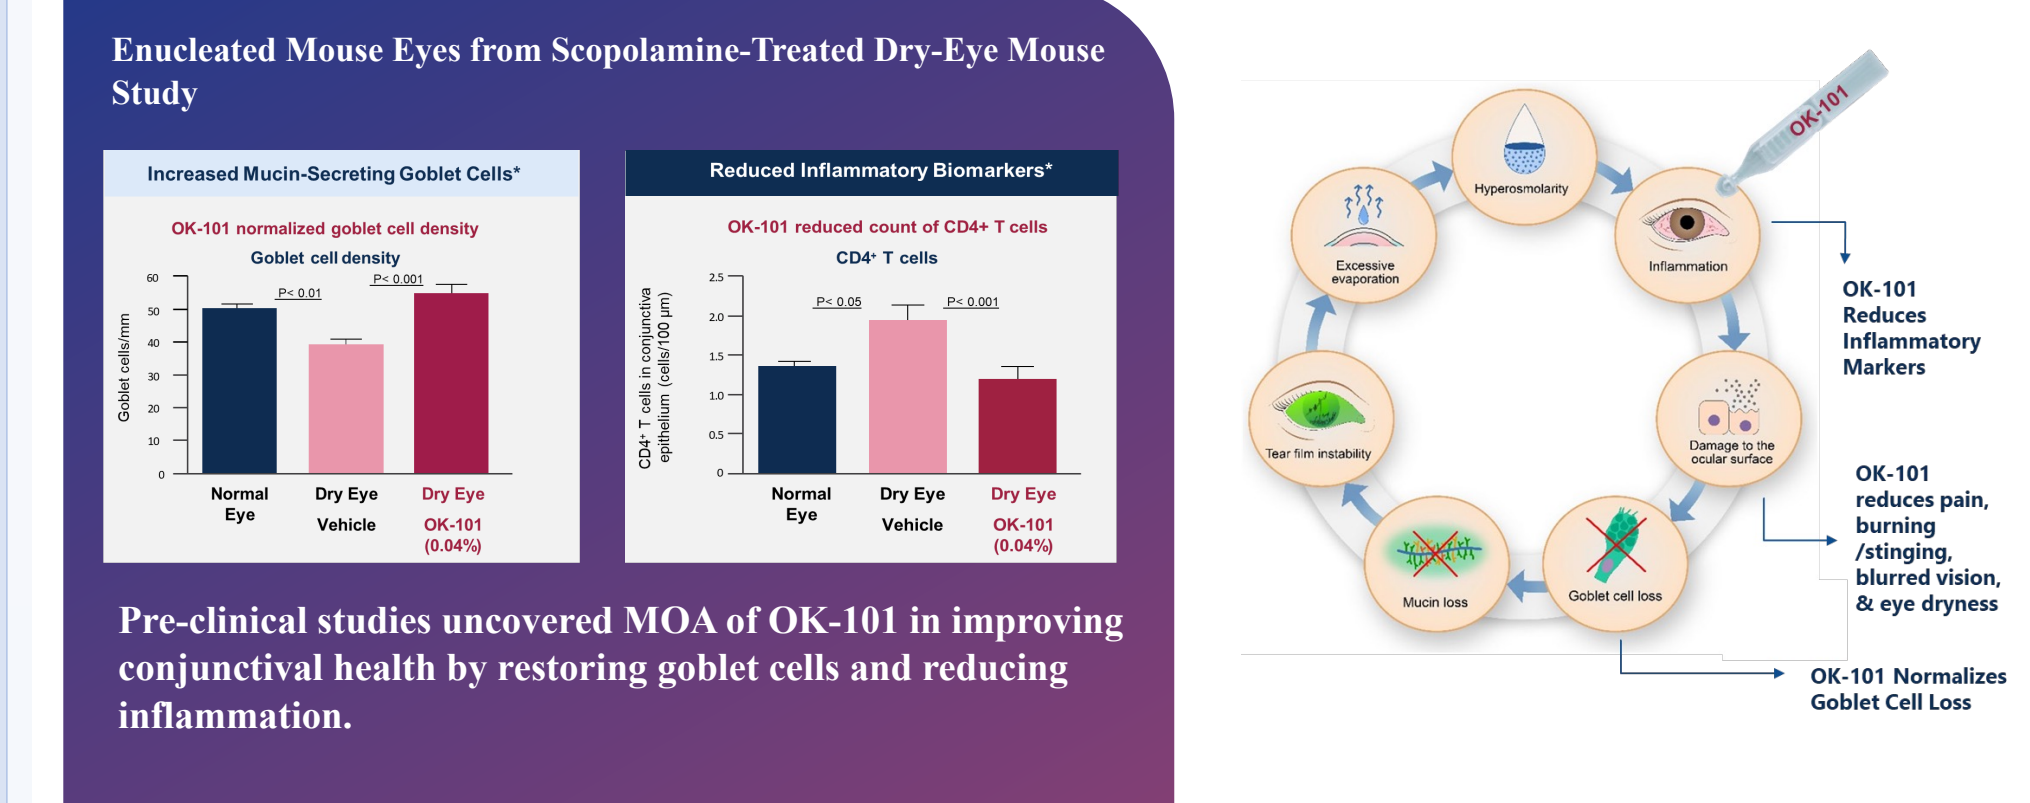 Enucleated Mouse Eyes from Scopolamine-Treated Dry-Eye Mouse
Study
Increased Mucin-Secreting Goblet Cells*
OK-101 normalized goblet cell density
Goblet cell density
60
50
40
30
20
10
0
Goblet cells/mm
P< 0.01
P< 0.001
Normal
Eye
Dry Eye
Vehicle
Dry Eye
OK-101
(0.04%)
Reduced Inflammatory Biomarkers*
OK-101 reduced count of CD4+ T cells
CD4⁺ T cells
2.5
2.0
1.5
1.0
0.5
0
CD4⁺ T cells in conjunctiva
epithelium (cells/100 µm)
P< 0.05
P< 0.001
Normal
Eye
Dry Eye
Vehicle
Dry Eye
OK-101
(0.04%)
Pre-clinical studies uncovered MOA of OK-101 in improving
conjunctival health by restoring goblet cells and reducing
inflammation.
OK-101
Hyperosmolarity
Inflammation
Damage to the
ocular surface
Goblet cell loss
Mucin loss
Tear film instability
Excessive
evaporation
OK-101
Reduces
Inflammatory
Markers
OK-101
reduces pain,
burning
/stinging,
blurred vision,
& eye dryness
OK-101 Normalizes
Goblet Cell Loss